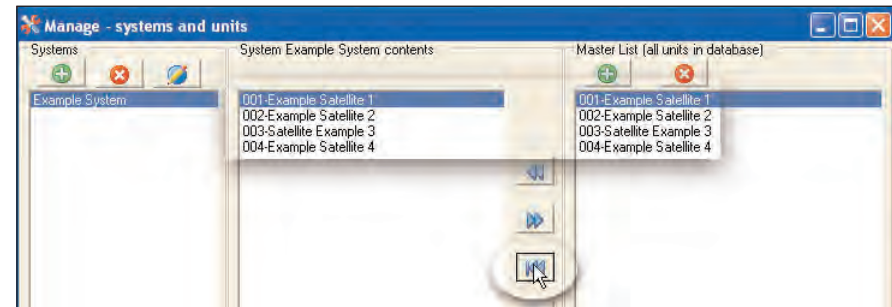 Manage - systems and units
Systems
System Example System contents
Master List (all units in database)
Example System
001-Example Satellite 1
002-Example Satellite 2
003-Satellite Example 3
004-Example Satellite 4
001-Example Satellite 1
002-Example Satellite 2
003-Satellite Example 3
004-Example Satellite 4